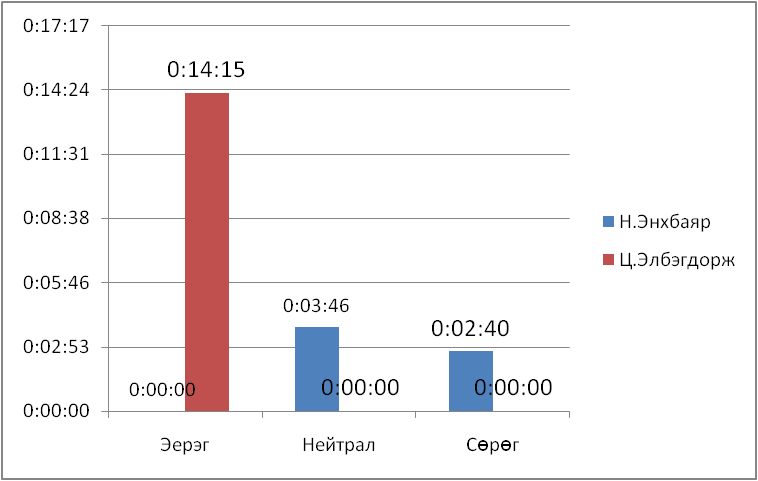 0:17:17
0:14:24
0:11:31
0:08:38
0:05:46
0:02:53
0:00:00
0:14:15
0:03:46
0:02:40
0:00:00
0:00:00
0:00:00
Эерэг
Нейтрал
Сөрөг
Н.Энхбаяр
Ц.Элбэгдорж